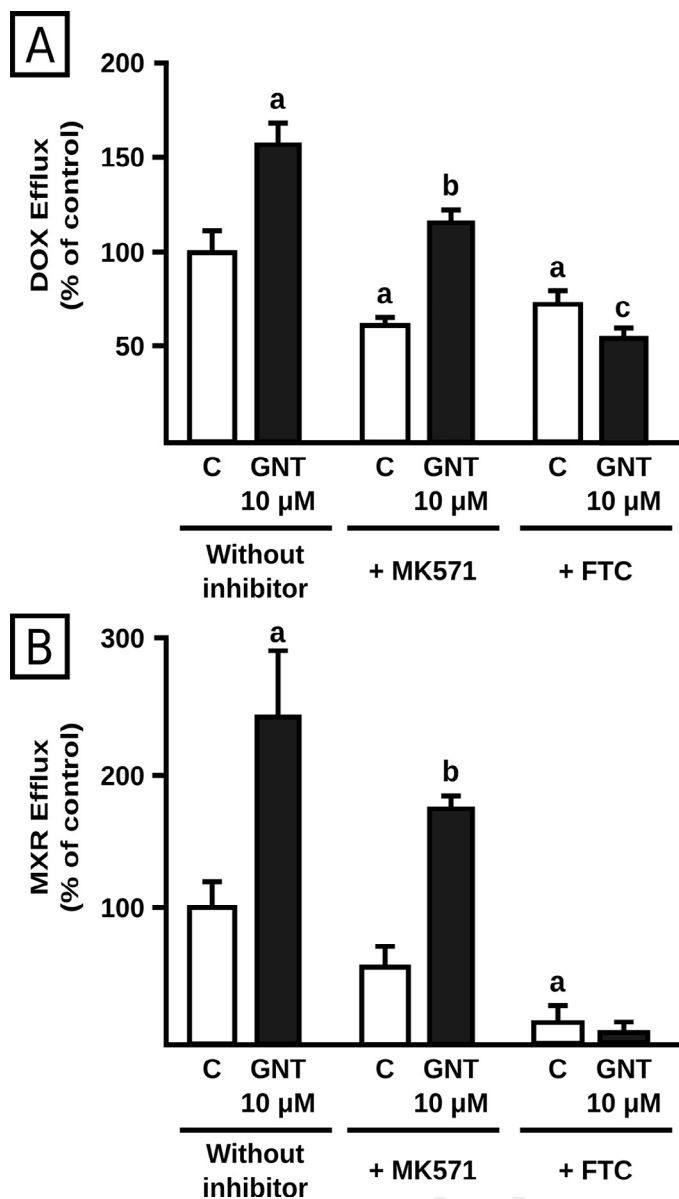 A
DOX Efflux
(% of control)
200
150
100
50
a
a
b
a
c
C GNT C GNT C GNT
10 µM 10 µM 10 µM
Without
inhibitor
+ MK571
+ FTC
B
MXR Efflux
(% of control)
300
200
100
a
b
a
C GNT C GNT C GNT
10 µM 10 µM 10 µM
Without
inhibitor
+ MK571
+ FTC